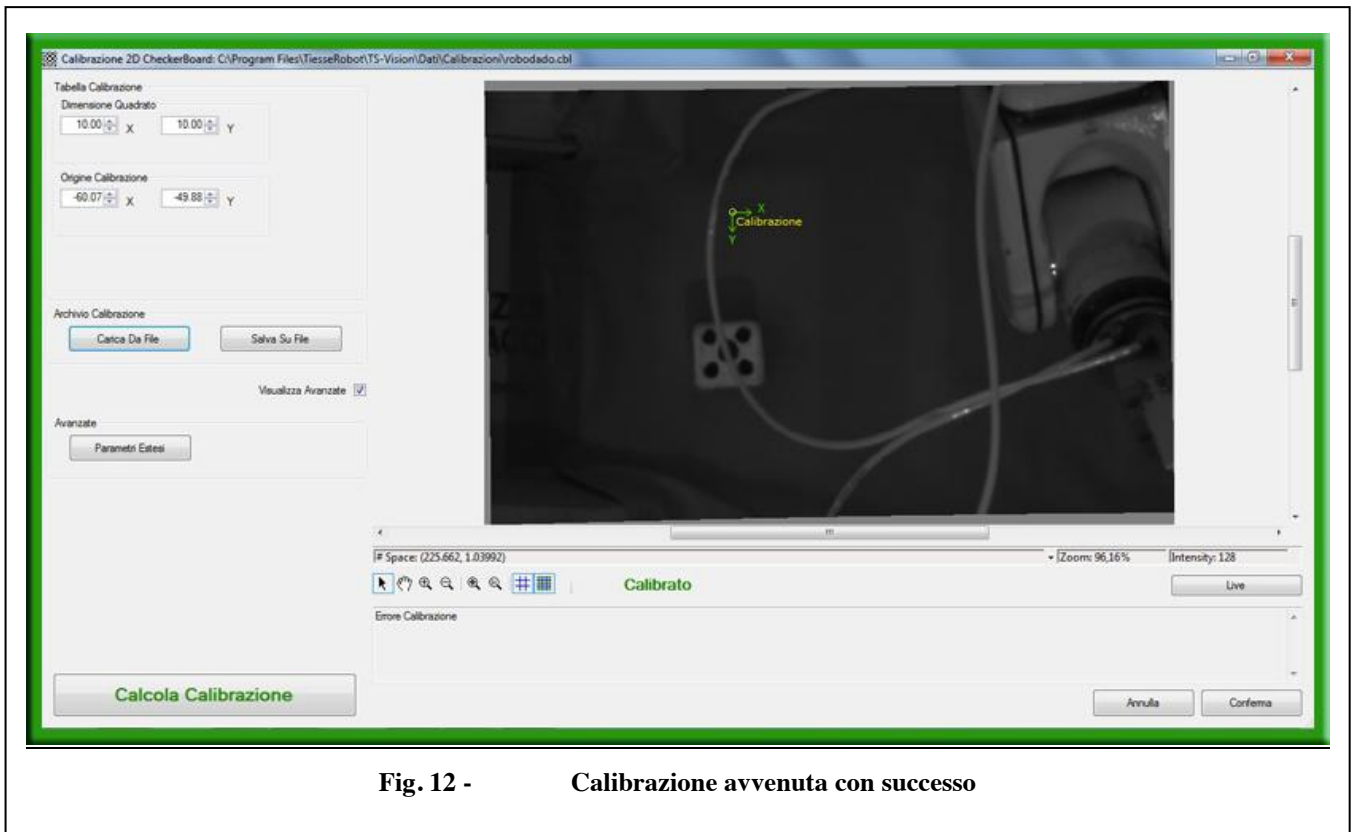 Calibrazione 2D CheckerBoard: C:\Program Files\TiesseRobot\TS-Vision\Dati\Calibrazioni\robodado.cbl
Tabella Calibrazione
Dimensione Quadrato
10.00 X 10.00 Y
Origine Calibrazione
-60.07 X -49.88 Y
Archivio Calibrazione
Carica Da File Salva Su File
Visualizza Avanzate
Avanzate
Parametri Estesi
Calcola Calibrazione
X
Calibrazione
Y
# Space: (225.662, 1.03992) Zoom: 96,16% Intensity: 128
Calibrato Live
Errore Calibrazione
Annulla Conferma
Fig. 12 - Calibrazione avvenuta con successo